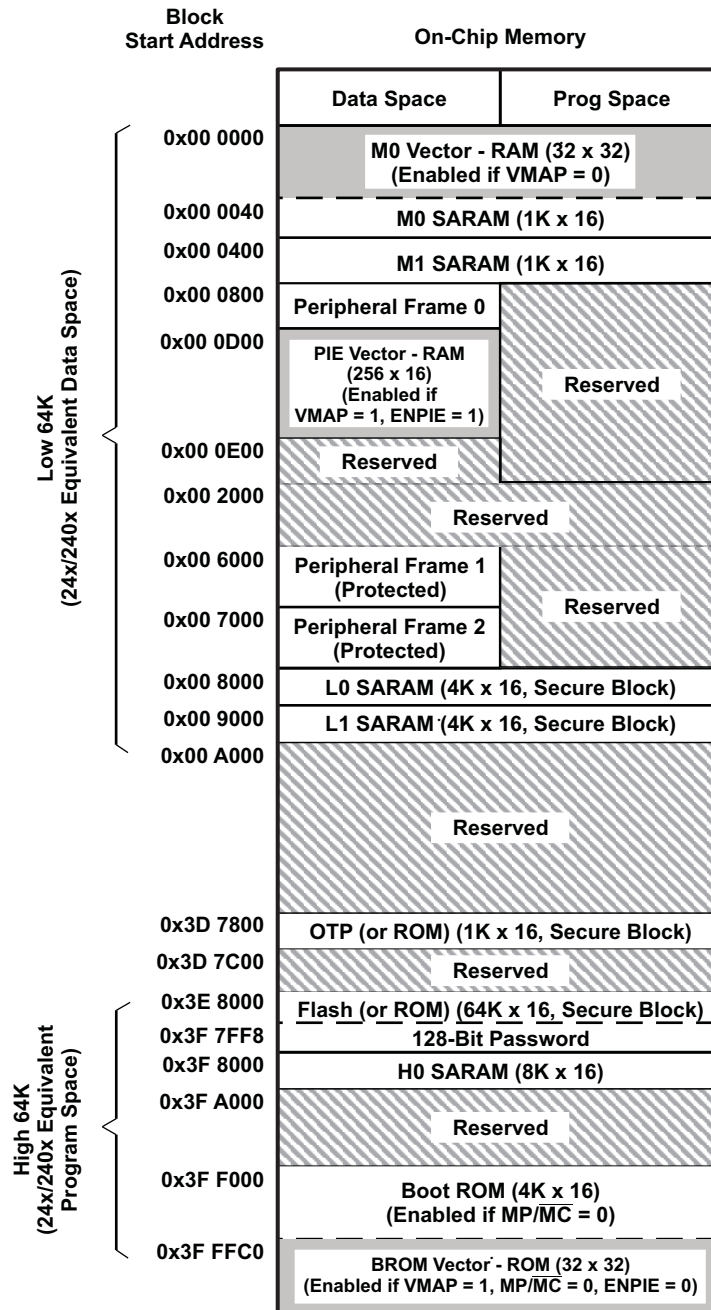 Block
Start Address
On-Chip Memory
Data Space
Prog Space
Low 64K
(24x/240x Equivalent Data Space)
0x00 0000
M0 Vector - RAM (32 x 32)
(Enabled if VMAP = 0)
0x00 0040
M0 SARAM (1K x 16)
0x00 0400
M1 SARAM (1K x 16)
0x00 0800
Peripheral Frame 0
0x00 0D00
PIE Vector - RAM
(256 x 16)
(Enabled if
VMAP = 1, ENPIE = 1)
Reserved
0x00 0E00
Reserved
0x00 2000
Reserved
0x00 6000
Peripheral Frame 1
(Protected)
Reserved
0x00 7000
Peripheral Frame 2
(Protected)
0x00 8000
L0 SARAM (4K x 16, Secure Block)
0x00 9000
L1 SARAM (4K x 16, Secure Block)
0x00 A000
Reserved
High 64K
(24x/240x Equivalent
Program Space)
0x3D 7800
OTP (or ROM) (1K x 16, Secure Block)
0x3D 7C00
Reserved
0x3E 8000
Flash (or ROM) (64K x 16, Secure Block)
0x3F 7FF8
128-Bit Password
0x3F 8000
H0 SARAM (8K x 16)
0x3F A000
Reserved
0x3F F000
Boot ROM (4K x 16)
(Enabled if MP/M̅C̅ = 0)
0x3F FFC0
BROM Vector - ROM (32 x 32)
(Enabled if VMAP = 1, MP/M̅C̅ = 0, ENPIE = 0)